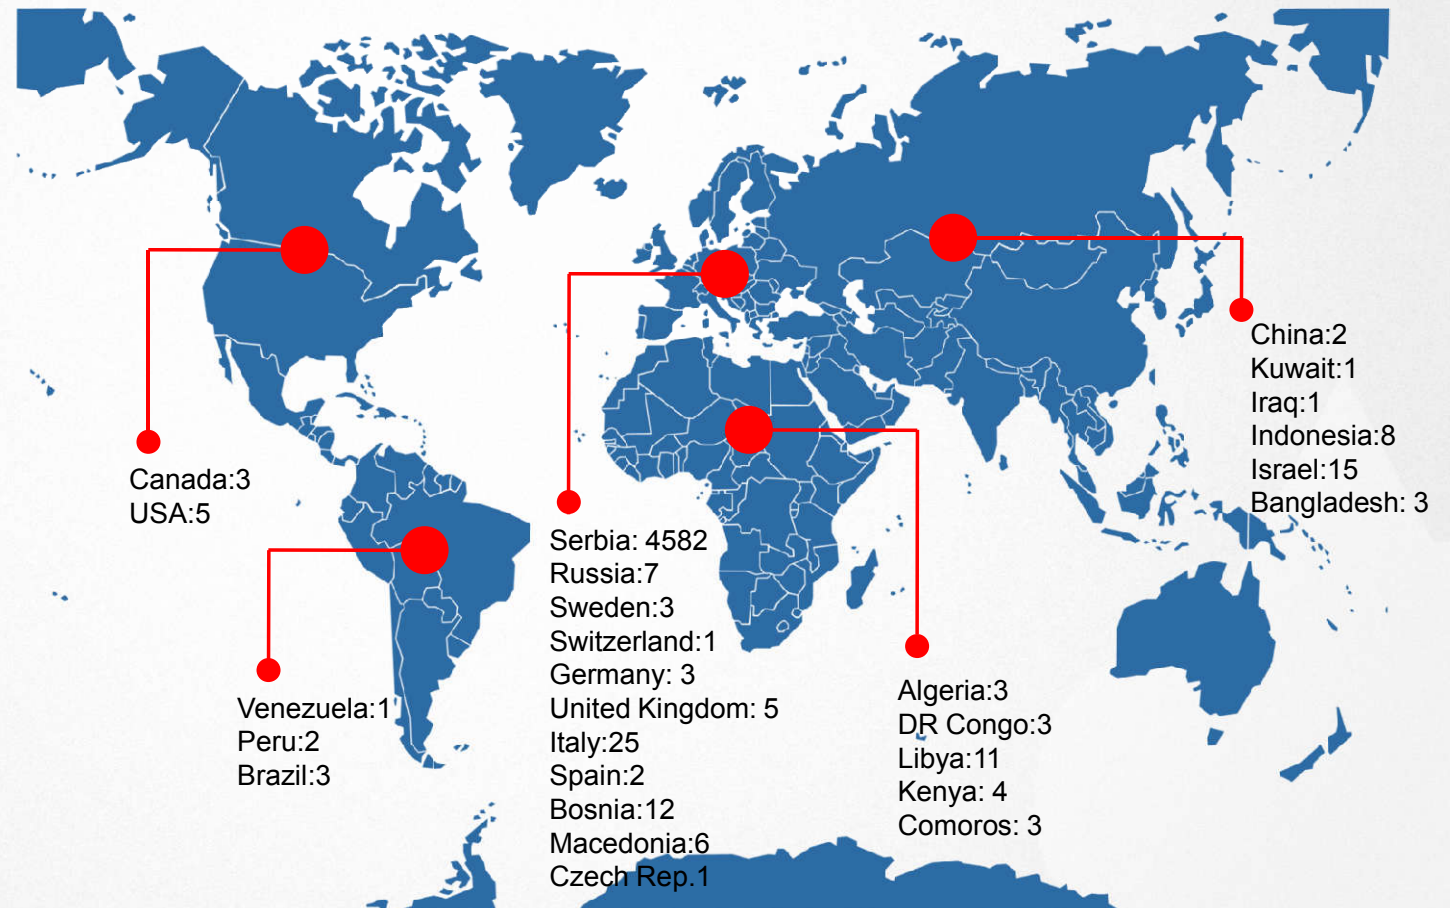 Canada:3
USA:5
Venezuela:1
Peru:2
Brazil:3
Serbia: 4582
Russia:7
Sweden:3
Switzerland:1
Germany: 3
United Kingdom: 5
Italy:25
Spain:2
Bosnia:12
Macedonia:6
Czech Rep.1
Algeria:3
DR Congo:3
Libya:11
Kenya: 4
Comoros: 3
China:2
Kuwait:1
Iraq:1
Indonesia:8
Israel:15
Bangladesh: 3